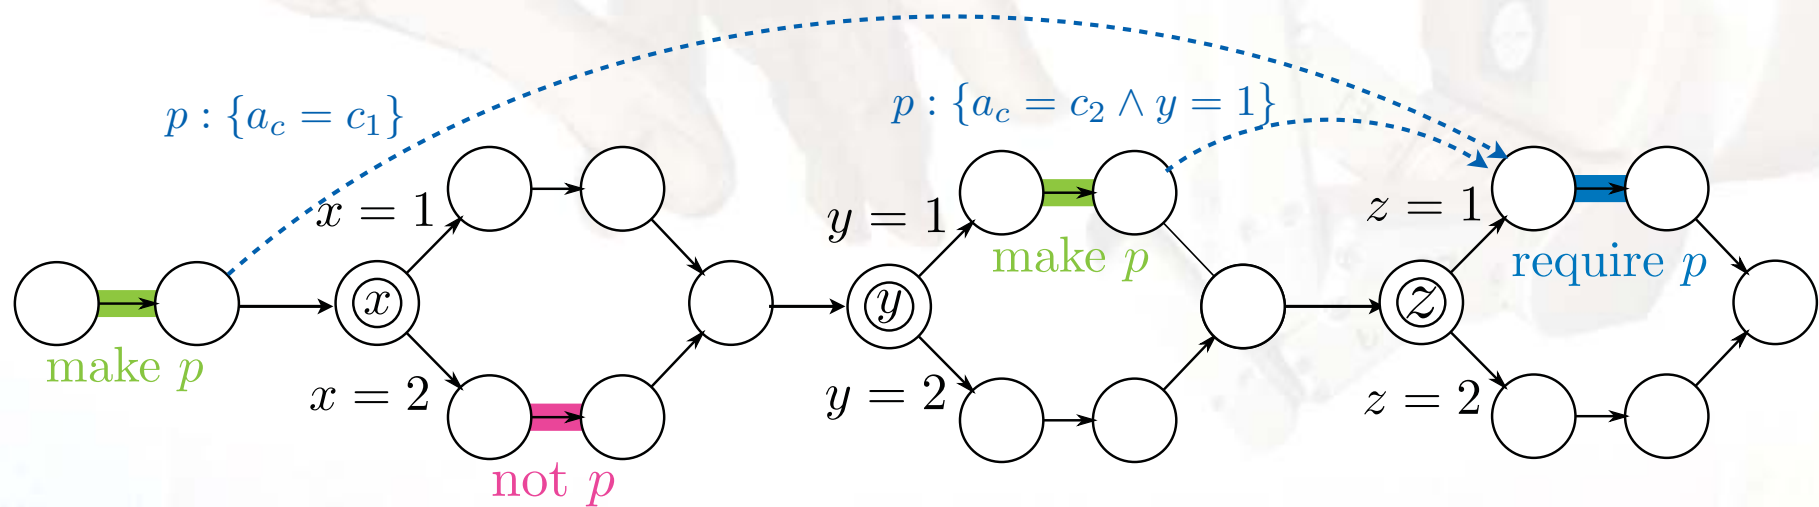 p : {a_c = c_1}
p : {a_c = c_2 ∧ y = 1}
x = 1
y = 1
z = 1
make p
require p
x
y
z
make p
x = 2
y = 2
z = 2
not p